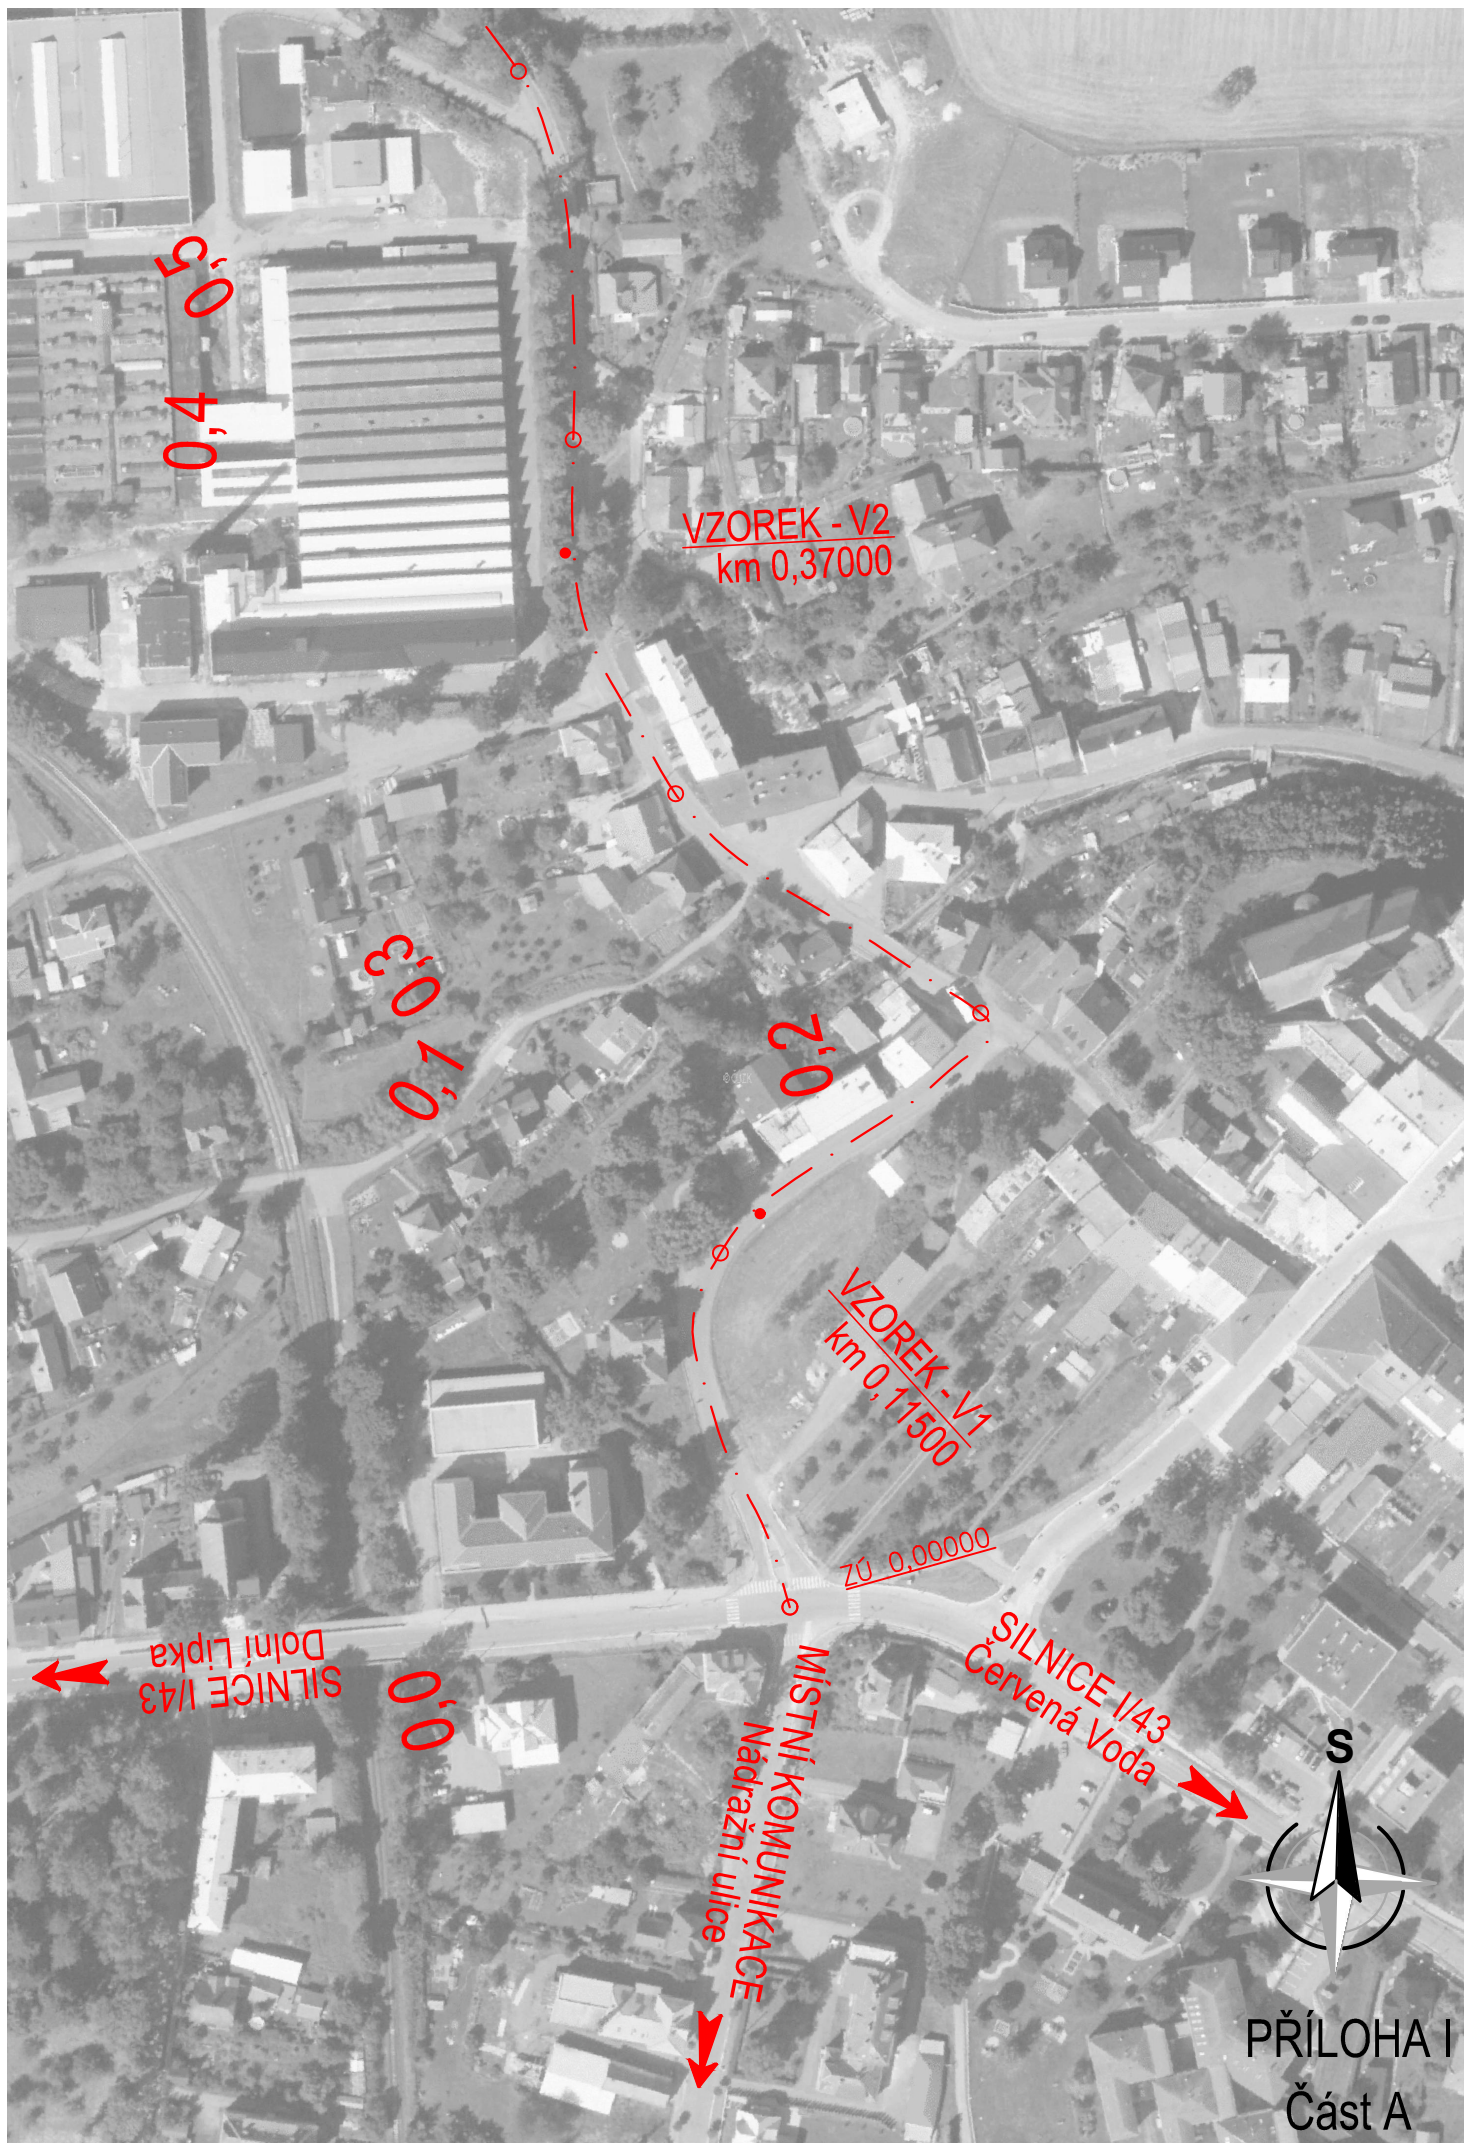 0,5
0,4
VZOREK - V2
km 0,37000
0,3
0,2
0,1
VZOREK - V1
km 0,11500
ZÚ 0,00000
SILNICE I/43
Dolní Lipka
0,0
MÍSTNÍ KOMUNIKACE
Nádražní ulice
SILNICE I/43
Červená Voda
S
PŘÍLOHA I
Část A